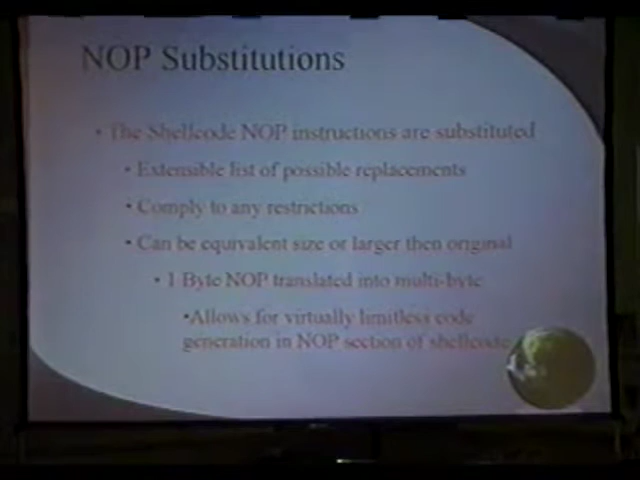 NOP Substitutions
• The Shellcode NOP instructions are substituted
• Extensible list of possible replacements
• Comply to any restrictions
• Can be equivalent size or larger then original
• 1 Byte NOP translated into multi-byte
•Allows for virtually limitless code
generation in NOP section of shellcode